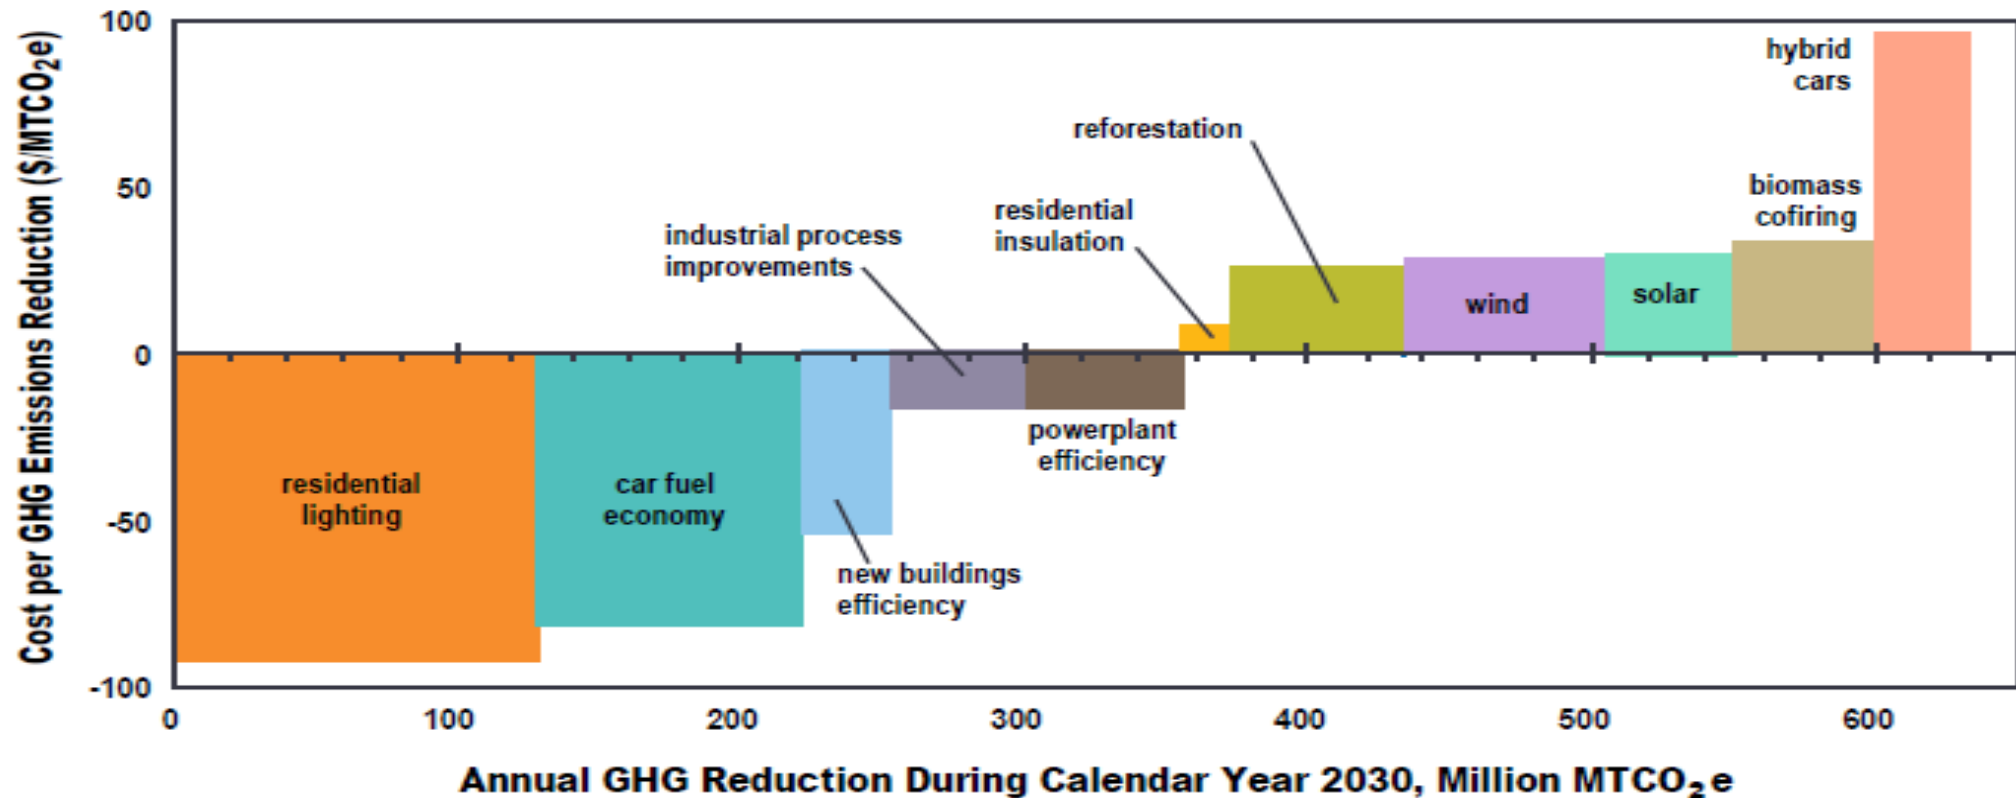 Cost per GHG Emissions Reduction ($/MTCO₂e)
100
50
0
-50
-100
residential
lighting
car fuel
economy
new buildings
efficiency
industrial process
improvements
powerplant
efficiency
residential
insulation
reforestation
wind
solar
biomass
cofiring
hybrid
cars
0
100
200
300
400
500
600
Annual GHG Reduction During Calendar Year 2030, Million MTCO₂e